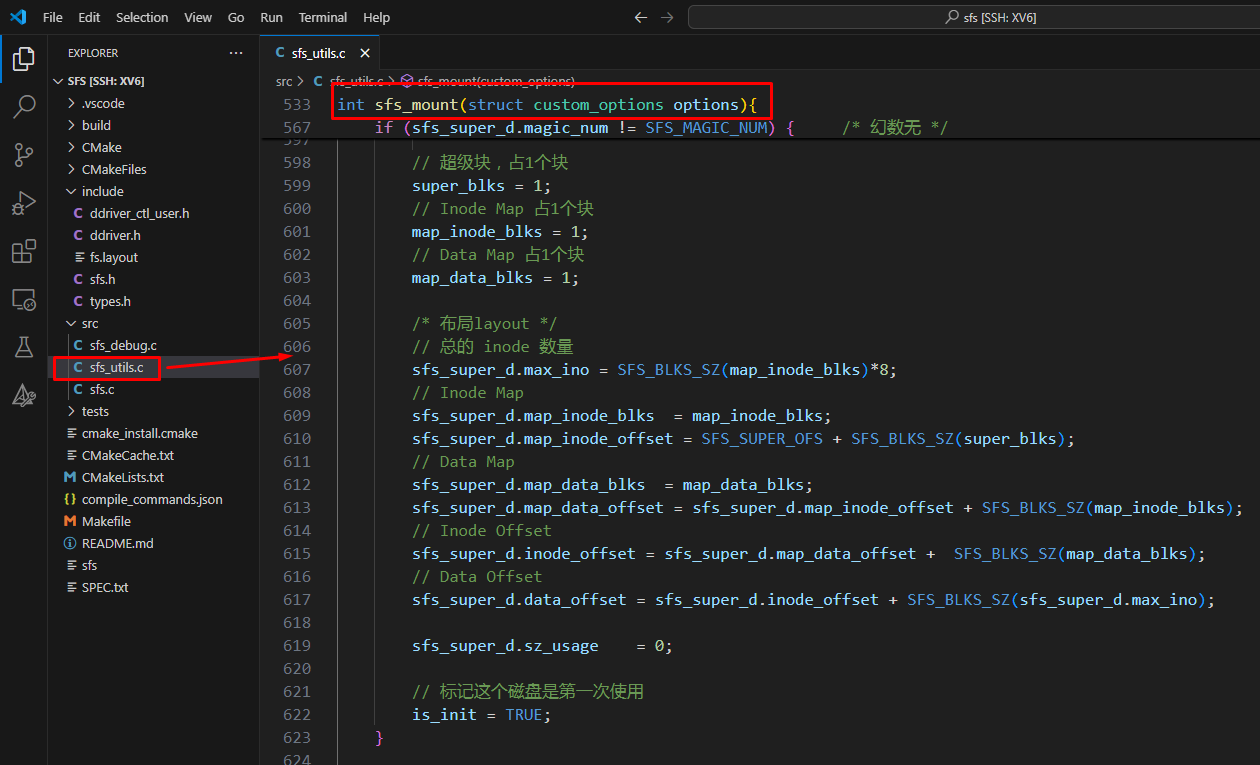 File Edit Selection View Go Run Terminal Help
sfs [SSH: XV6]
EXPLORER
SFS [SSH: XV6]
.vscode
build
CMake
CMakeFiles
include
C ddriver_ctl_user.h
C ddriver.h
fs.layout
C sfs.h
C types.h
src
C sfs_debug.c
C sfs_utils.c
C sfs.c
tests
cmake_install.cmake
CMakeCache.txt
M CMakeLists.txt
{} compile_commands.json
M Makefile
README.md
sfs
SPEC.txt
C sfs_utils.c ×
src > C sfs_utils.c > sfs_mount(custom_options)
533 int sfs_mount(struct custom_options options){
567 if (sfs_super_d.magic_num != SFS_MAGIC_NUM) { /* 幻数无 */
597
598 // 超级块，占1个块
599 super_blks = 1;
600 // Inode Map 占1个块
601 map_inode_blks = 1;
602 // Data Map 占1个块
603 map_data_blks = 1;
604
605 /* 布局layout */
606 // 总的 inode 数量
607 sfs_super_d.max_ino = SFS_BLKS_SZ(map_inode_blks)*8;
608 // Inode Map
609 sfs_super_d.map_inode_blks = map_inode_blks;
610 sfs_super_d.map_inode_offset = SFS_SUPER_OFS + SFS_BLKS_SZ(super_blks);
611 // Data Map
612 sfs_super_d.map_data_blks = map_data_blks;
613 sfs_super_d.map_data_offset = sfs_super_d.map_inode_offset + SFS_BLKS_SZ(map_inode_blks);
614 // Inode Offset
615 sfs_super_d.inode_offset = sfs_super_d.map_data_offset + SFS_BLKS_SZ(map_data_blks);
616 // Data Offset
617 sfs_super_d.data_offset = sfs_super_d.inode_offset + SFS_BLKS_SZ(sfs_super_d.max_ino);
618
619 sfs_super_d.sz_usage = 0;
620
621 // 标记这个磁盘是第一次使用
622 is_init = TRUE;
623 }
624